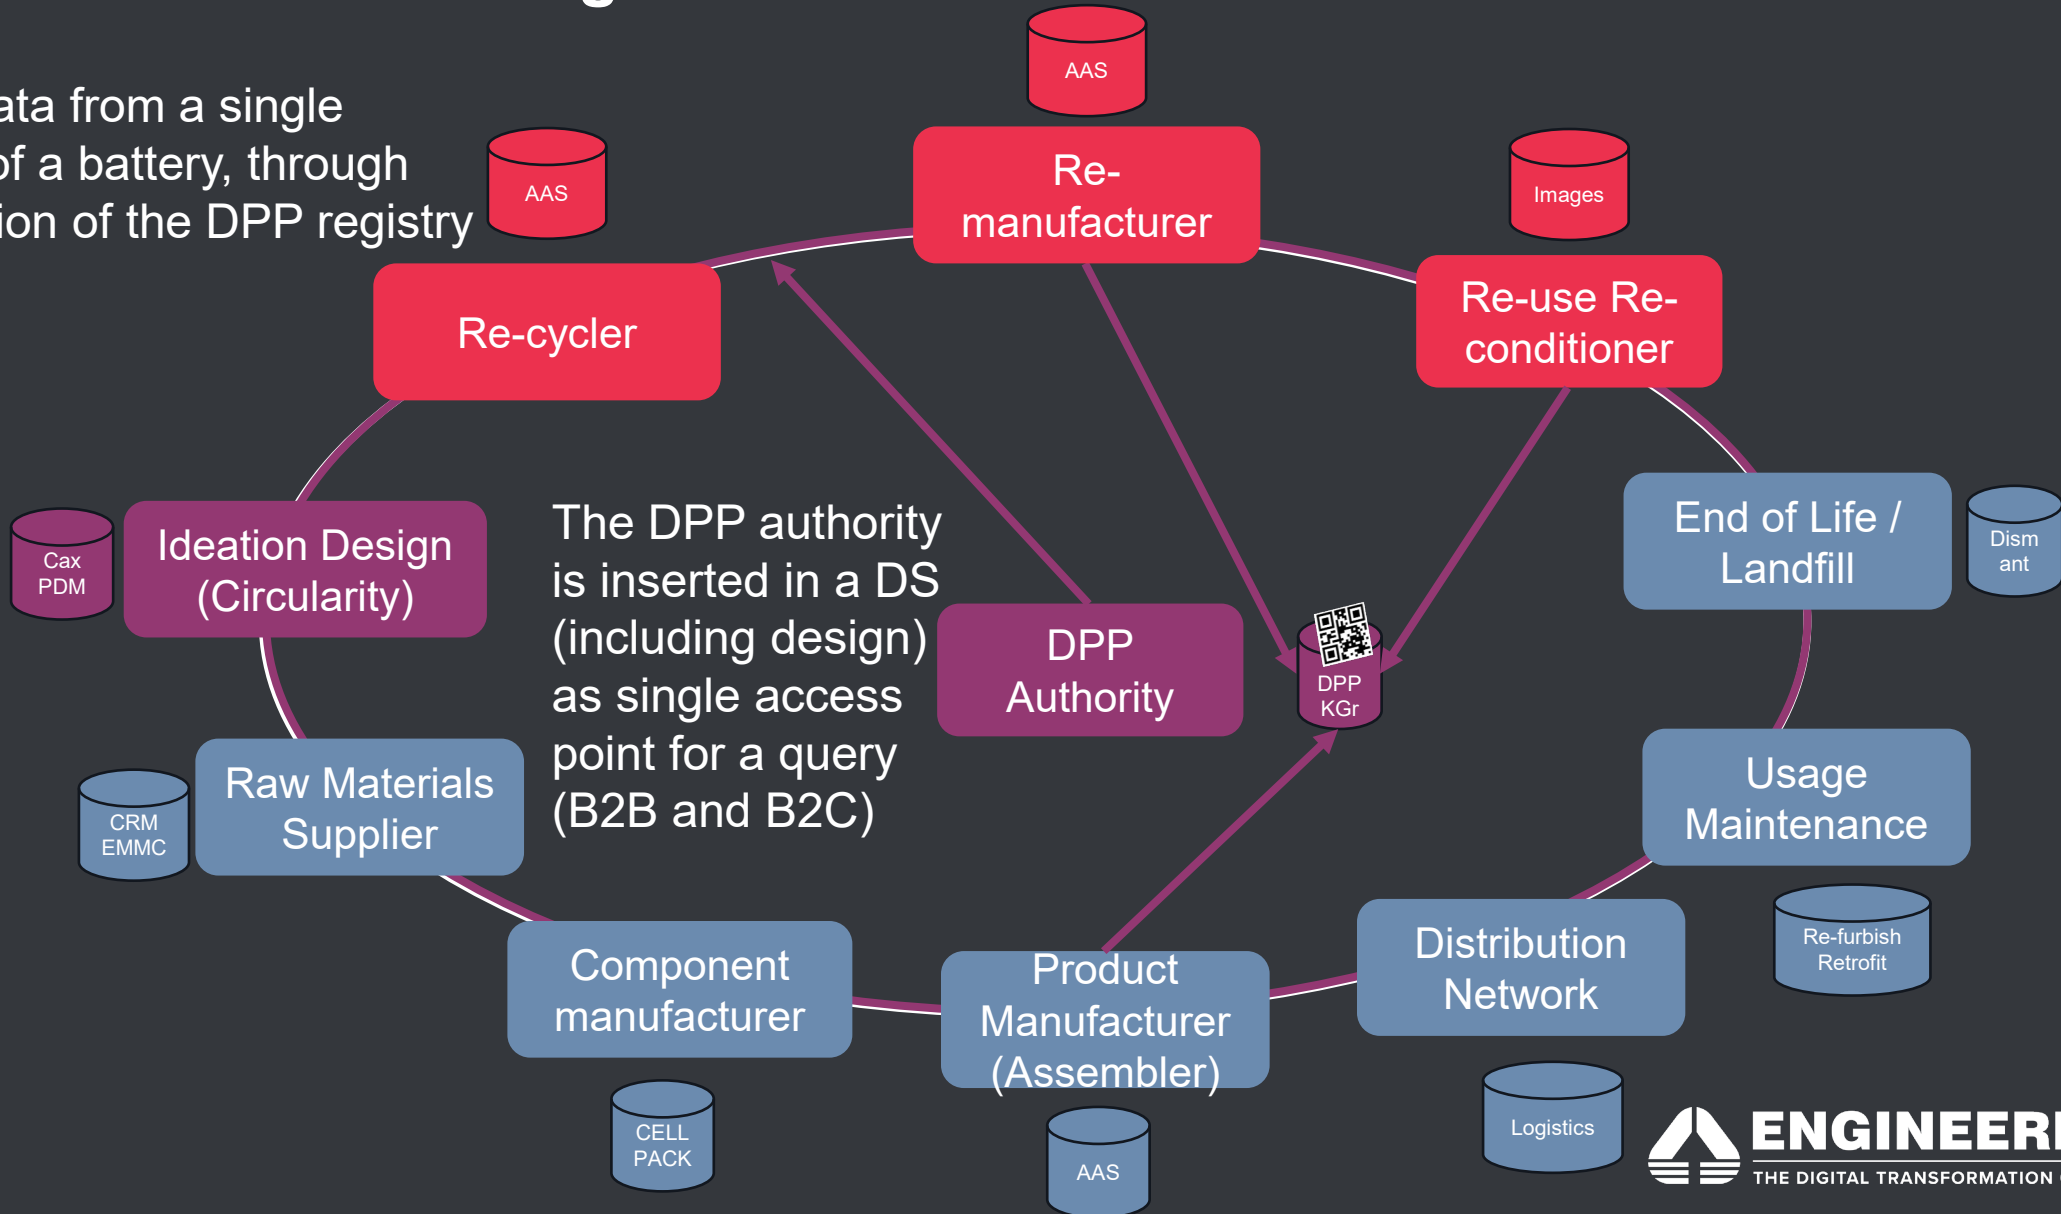 AAS
ata from a single
of a battery, through
ion of the DPP registry
AAS
Re-
manufacturer
Images
Re-cycler
Re-use Re-
conditioner
Cax
PDM
Ideation Design
(Circularity)
The DPP authority
is inserted in a DS
(including design)
as single access
point for a query
(B2B and B2C)
DPP
Authority
DPP
KGr
End of Life /
Landfill
Dism
ant
CRM
EMMC
Raw Materials
Supplier
Usage
Maintenance
Component
manufacturer
Product
Manufacturer
(Assembler)
Distribution
Network
Re-furbish
Retrofit
CELL
PACK
AAS
Logistics
ENGINEER
THE DIGITAL TRANSFORMATION